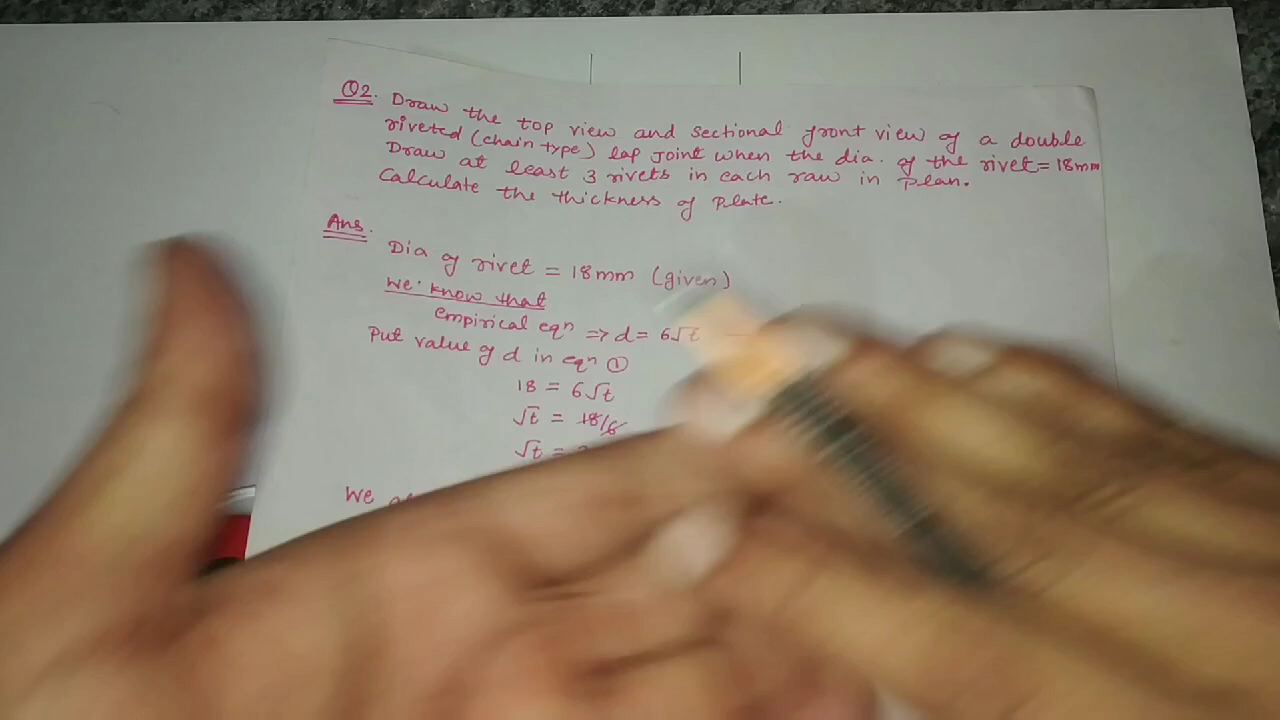 Q2. Draw the top view and sectional front view of a double
riveted (chain type) lap joint when the dia. of the rivet = 18mm
Draw at least 3 rivets in each raw in plan.
Calculate the thickness of plate.
Ans.
Dia of rivet = 18mm (given)
We know that
empirical eqn ⇒ d = 6√t
Put value of d in eqn ①
18 = 6√t
√t = 18/6
√t =
We